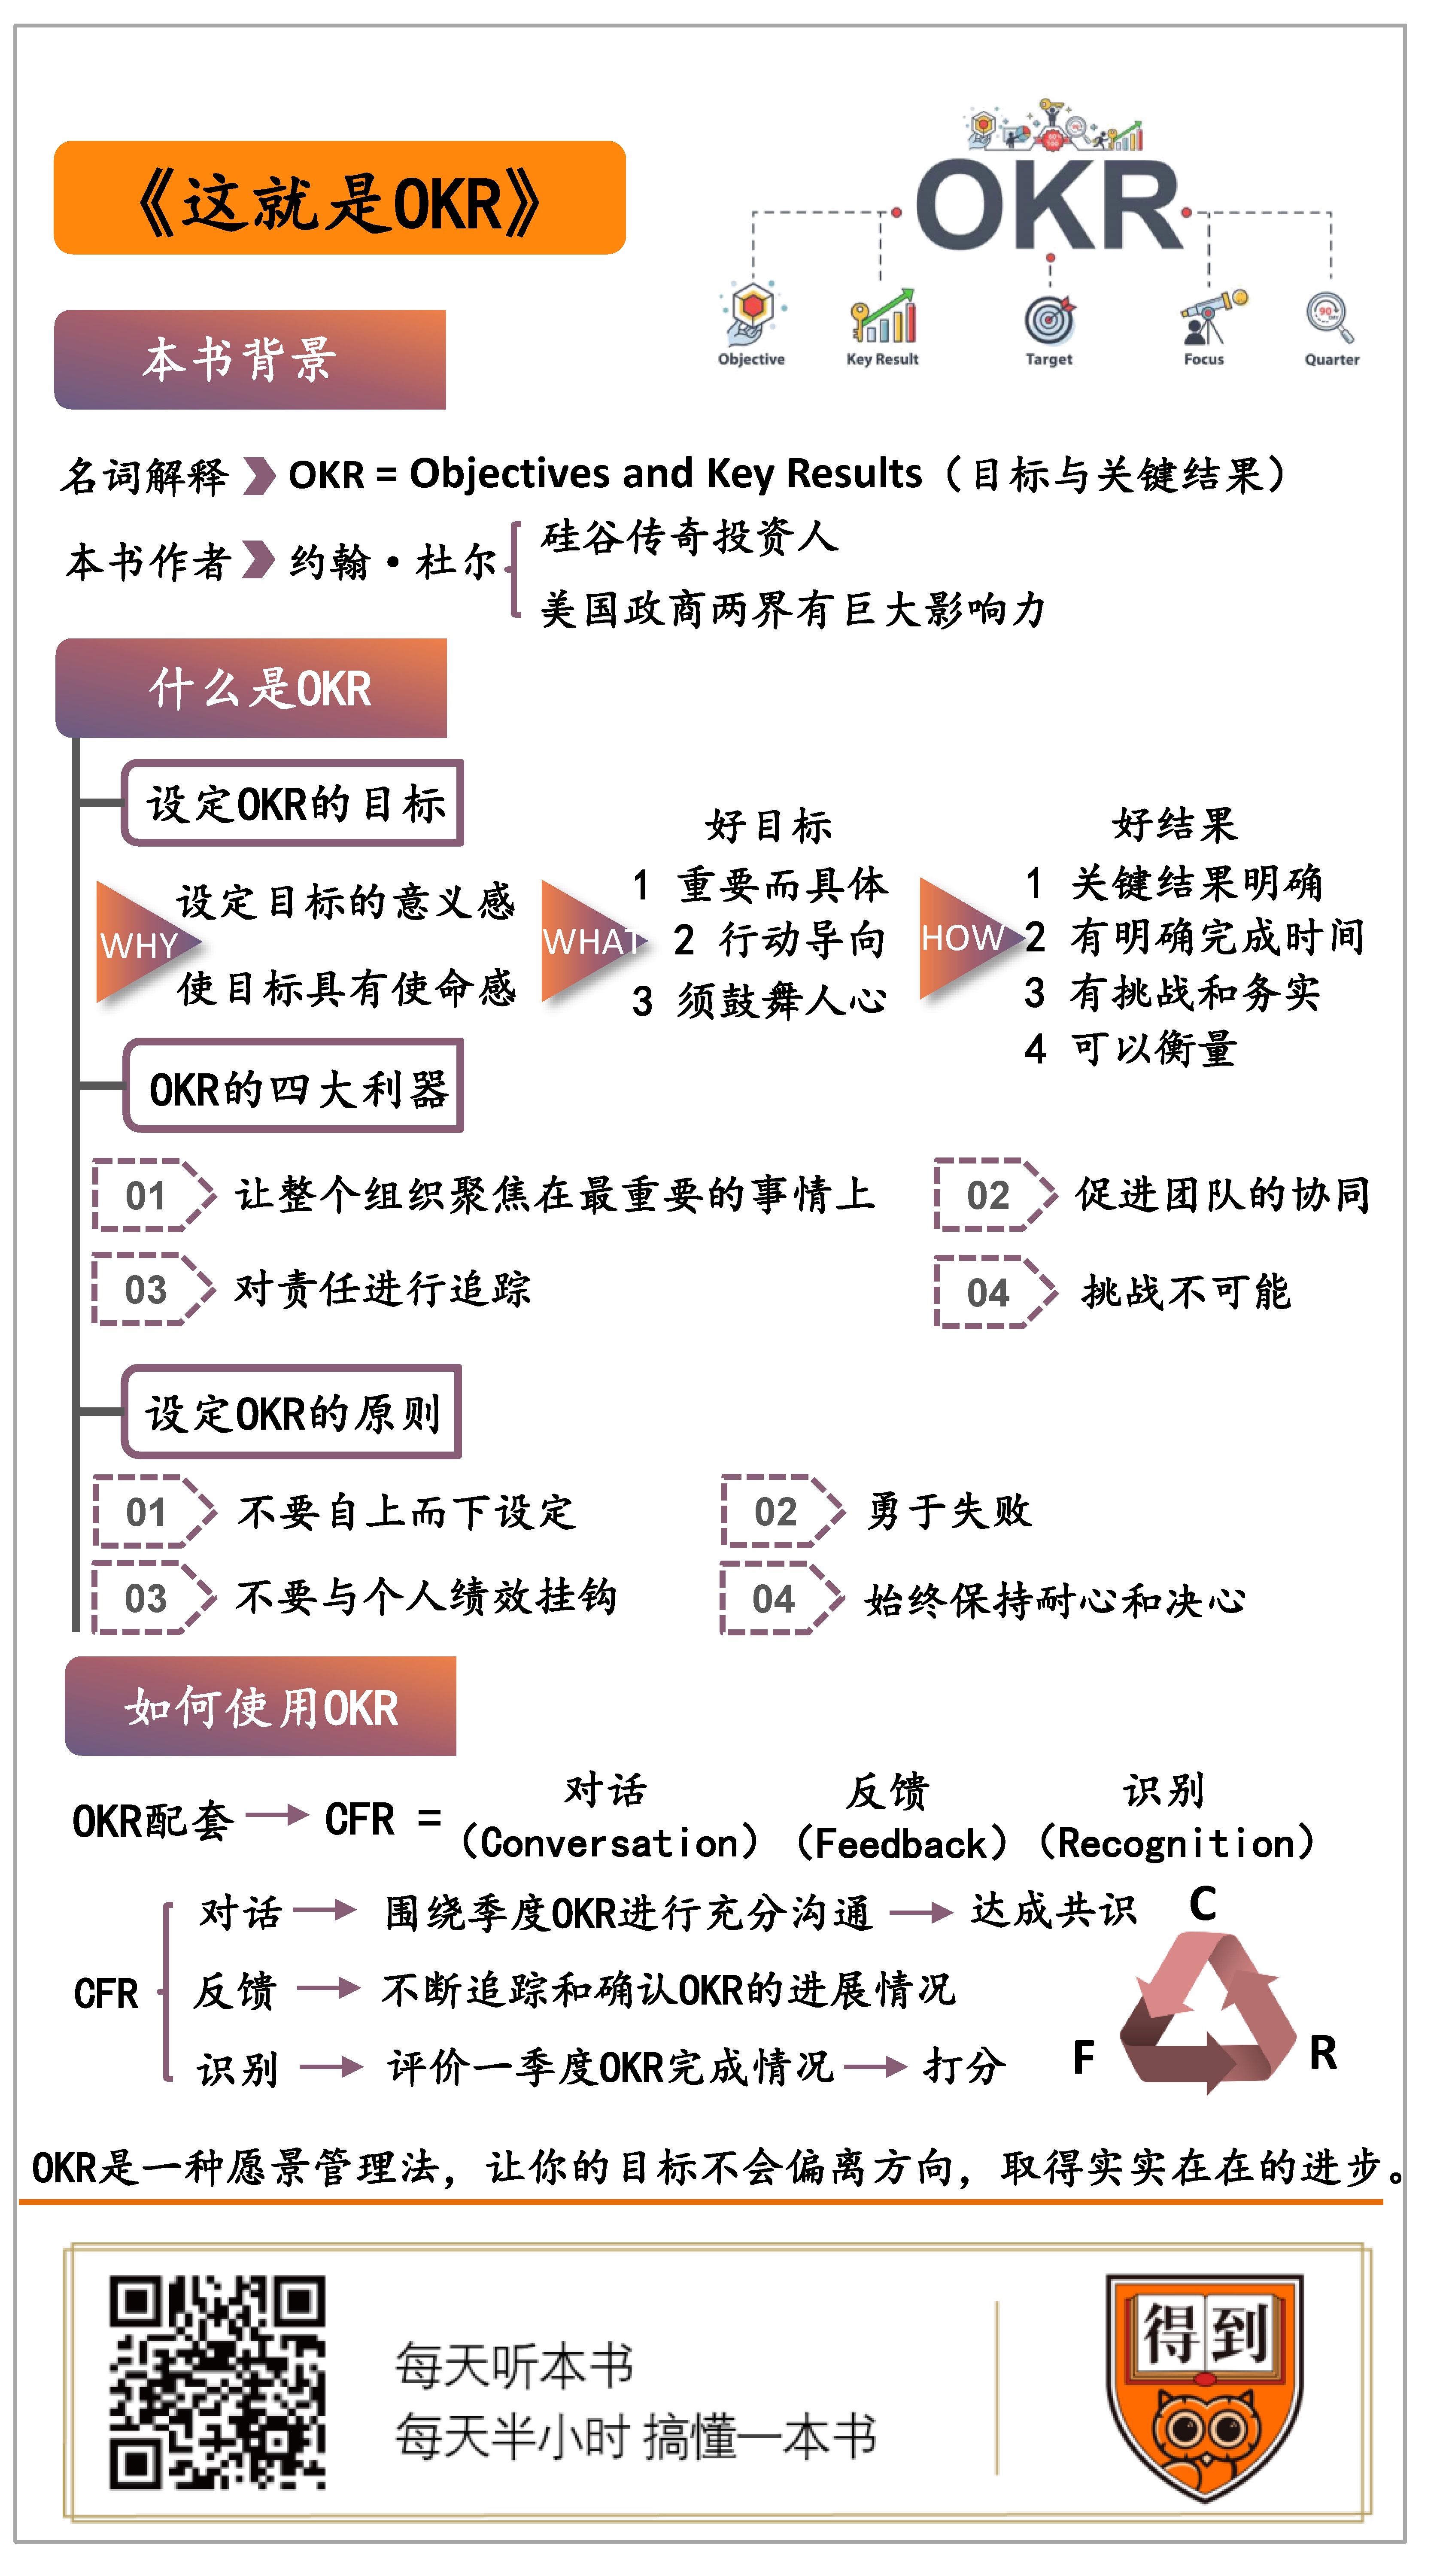 《这就是OKR》
OKR
Objective
Key Result
Target
Focus
90
Quarter
本书背景
名词解释 OKR = Objectives and Key Results（目标与关键结果）
本书作者 约翰·杜尔
硅谷传奇投资人
美国政商两界有巨大影响力
什么是OKR
设定OKR的目标
WHY
设定目标的意义感
使目标具有使命感
WHAT
好目标
1 重要而具体
2 行动导向
3 须鼓舞人心
HOW
好结果
1 关键结果明确
2 有明确完成时间
3 有挑战和务实
4 可以衡量
OKR的四大利器
01 让整个组织聚焦在最重要的事情上
02 促进团队的协同
03 对责任进行追踪
04 挑战不可能
设定OKR的原则
01 不要自上而下设定
02 勇于失败
03 不要与个人绩效挂钩
04 始终保持耐心和决心
如何使用OKR
OKR配套 CFR =
对话 反馈 识别
（Conversation）（Feedback）（Recognition）
CFR
对话 围绕季度OKR进行充分沟通 达成共识
反馈 不断追踪和确认OKR的进展情况
识别 评价一季度OKR完成情况 打分
C
F
R
OKR是一种愿景管理法，让你的目标不会偏离方向，取得实实在在的进步。
每天听本书
每天半小时 搞懂一本书
得到